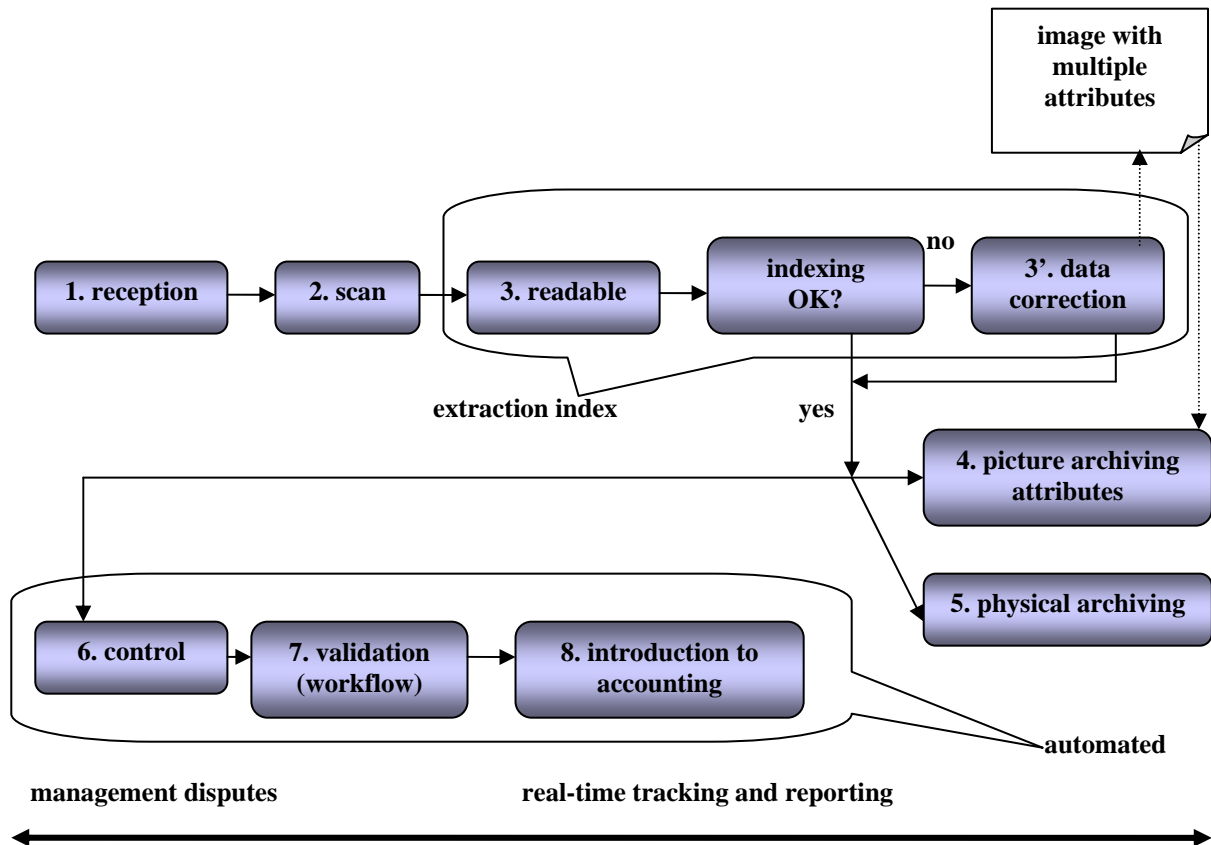 image with
multiple
attributes
no
1. reception
2. scan
3. readable
indexing
OK?
3’. data
correction
extraction index
yes
4. picture archiving
attributes
5. physical archiving
6. control
7. validation
(workflow)
8. introduction to
accounting
automated
management disputes
real-time tracking and reporting